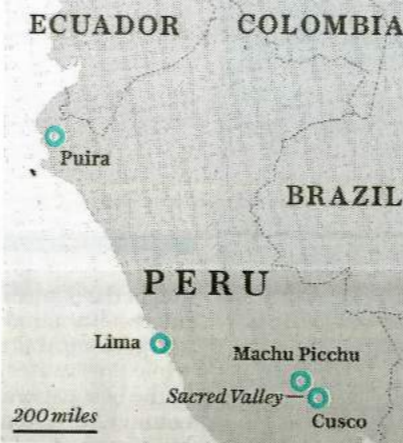 ECUADOR
COLOMBIA
Puira
BRAZIL
PERU
Lima
Machu Picchu
Sacred Valley
Cusco
200 miles